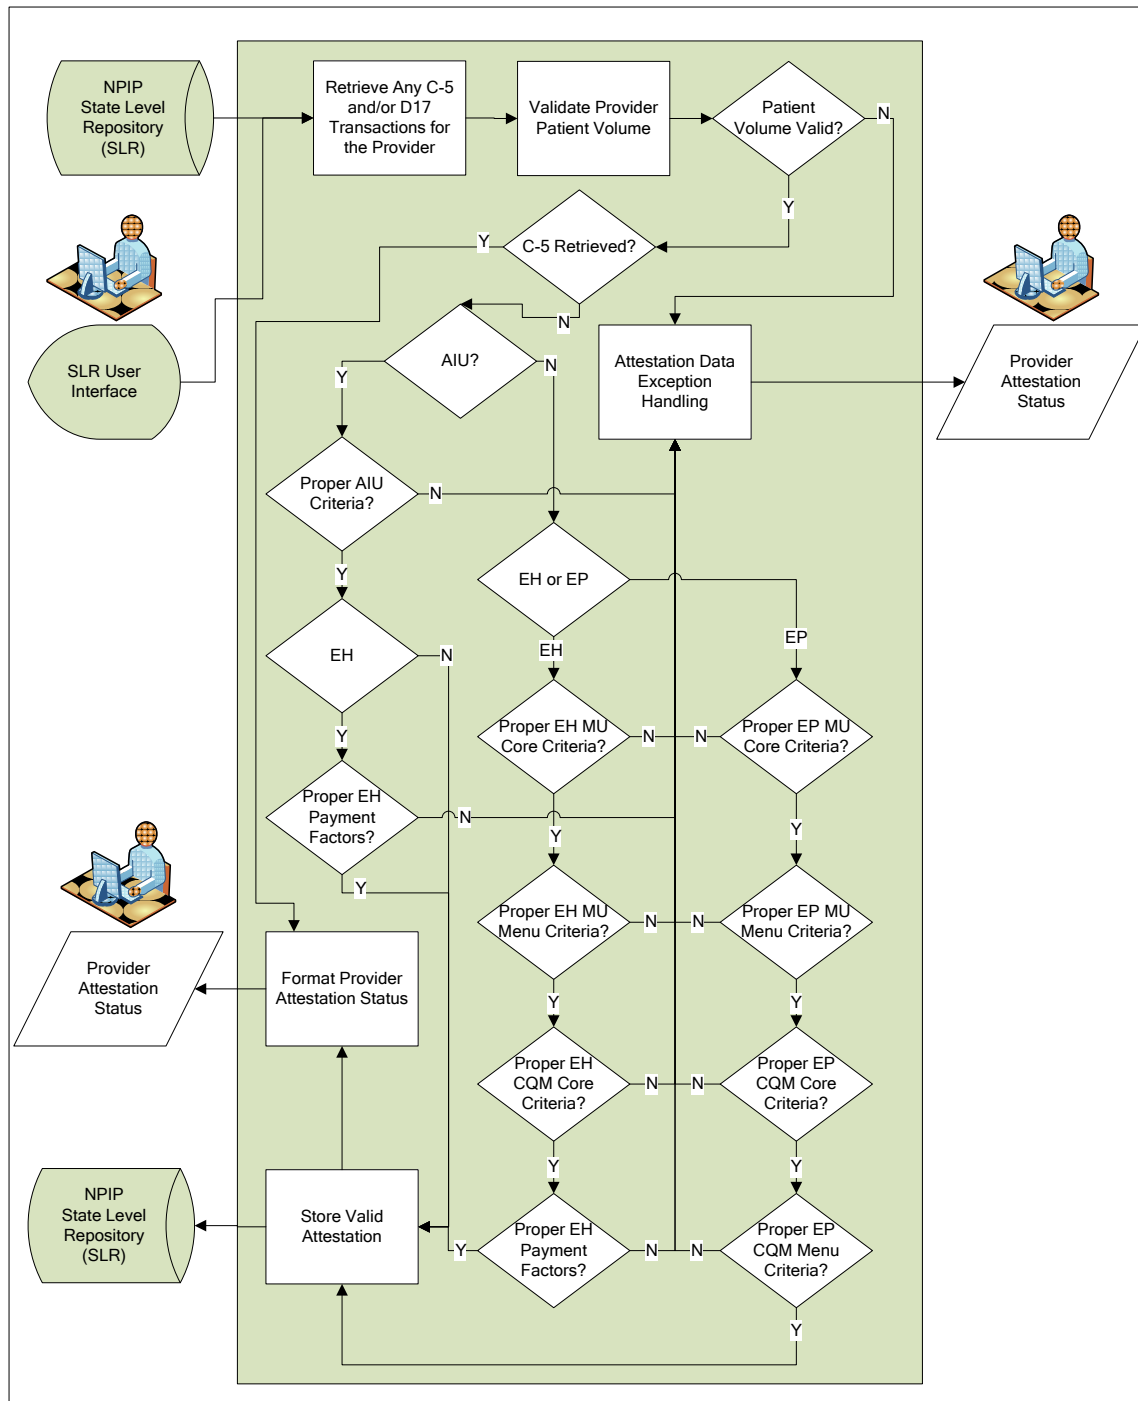 NPIP
State Level
Repository
(SLR)
Retrieve Any C-5
and/or D17
Transactions for
the Provider
Validate Provider
Patient Volume
Patient
Volume Valid?
N
Y
C-5 Retrieved?
Y
N
SLR User
Interface
AIU?
Y
N
Attestation Data
Exception
Handling
Provider
Attestation
Status
Proper AIU
Criteria?
N
Y
EH or EP
EH
EP
EH
N
Y
Proper EH MU
Core Criteria?
N
N
Proper EP MU
Core Criteria?
Y
Y
Proper EH
Payment
Factors?
N
Y
Proper EH MU
Menu Criteria?
N
N
Proper EP MU
Menu Criteria?
Y
Y
Provider
Attestation
Status
Format Provider
Attestation Status
Proper EH
CQM Core
Criteria?
N
N
Proper EP
CQM Core
Criteria?
Y
Y
NPIP
State Level
Repository
(SLR)
Store Valid
Attestation
Y
Proper EH
Payment
Factors?
N
N
Proper EP
CQM Menu
Criteria?
Y